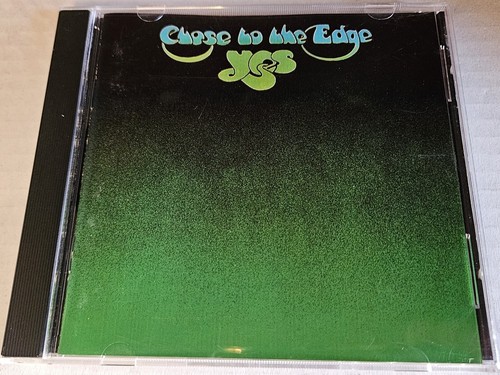 Close to the Edge
yes